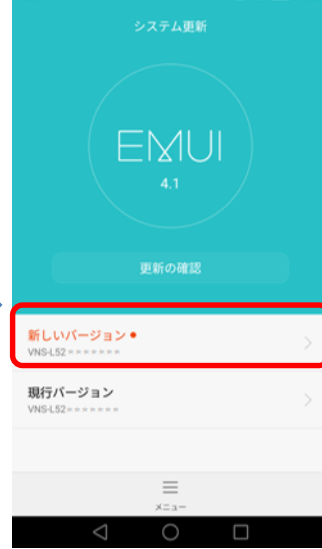 システム更新
EMUI
4.1
更新の確認
新しいバージョン
VNS-L52*******
現行バージョン
VNS-L52*******
メニュー